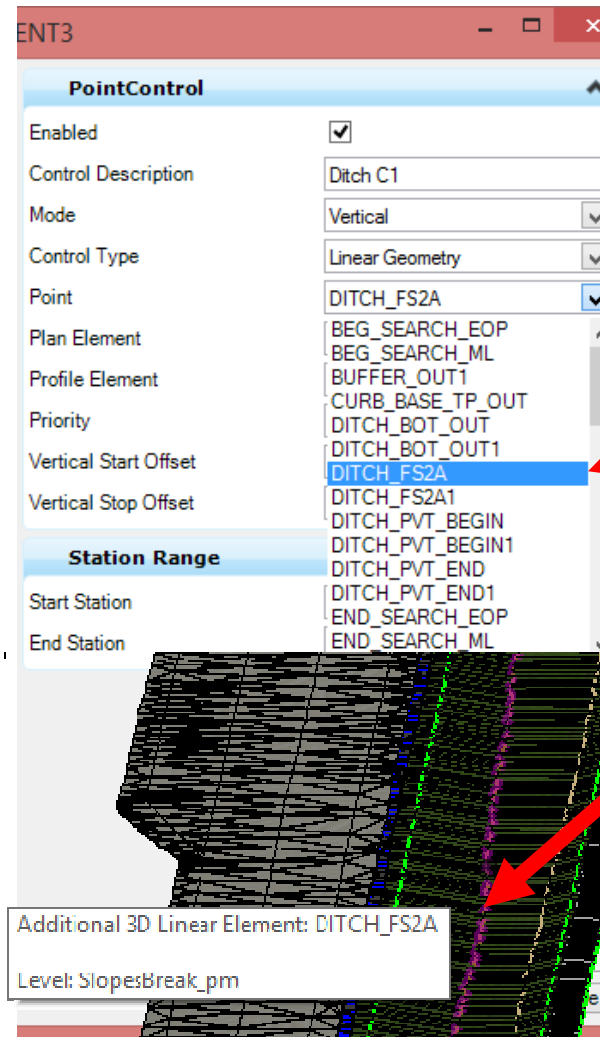 ENT3
PointControl
Enabled
Control Description Ditch C1
Mode Vertical
Control Type Linear Geometry
Point DITCH_FS2A
Plan Element
Profile Element
Priority
Vertical Start Offset
Vertical Stop Offset
BEG_SEARCH_EOP
BEG_SEARCH_ML
BUFFER_OUT1
CURB_BASE_TP_OUT
DITCH_BOT_OUT
DITCH_BOT_OUT1
DITCH_FS2A
DITCH_FS2A1
DITCH_PVT_BEGIN
DITCH_PVT_BEGIN1
DITCH_PVT_END
DITCH_PVT_END1
END_SEARCH_EOP
END_SEARCH_ML
Station Range
Start Station
End Station
Additional 3D Linear Element: DITCH_FS2A
Level: SlopesBreak_pm